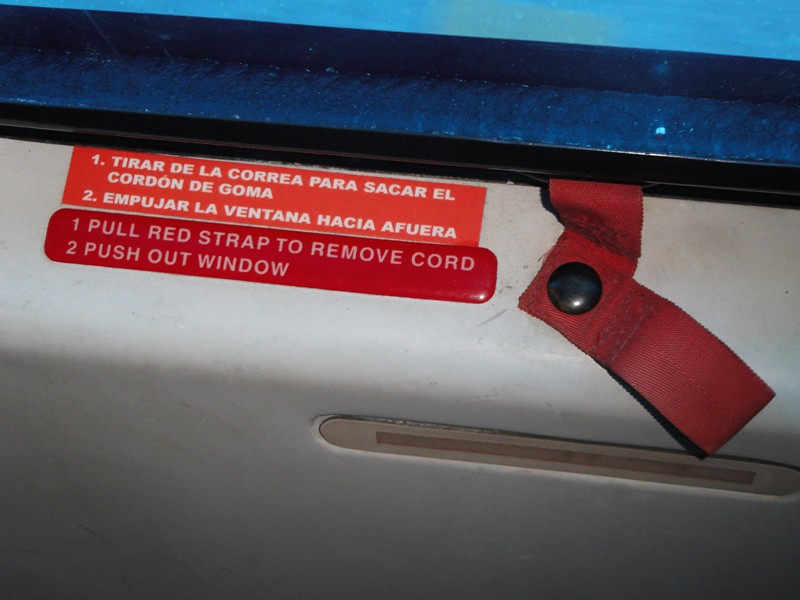 1. TIRAR DE LA CORREA PARA SACAR EL
CORDÓN DE GOMA
2. EMPUJAR LA VENTANA HACIA AFUERA
1 PULL RED STRAP TO REMOVE CORD
2 PUSH OUT WINDOW